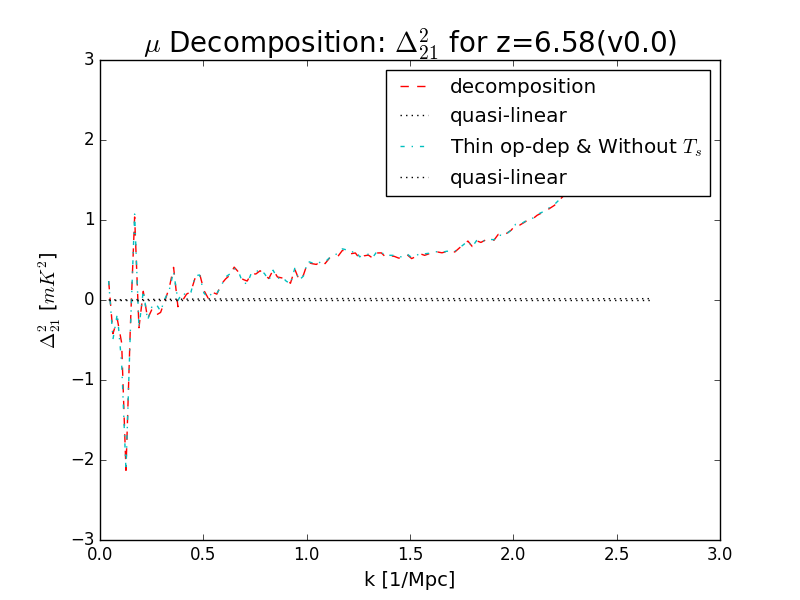 μ Decomposition: Δ²₂₁ for z=6.58(v0.0)
3
2
1
0
−1
−2
−3
Δ²₂₁ [mK²]
decomposition
quasi-linear
Thin op-dep & Without Tₛ
quasi-linear
0.0 0.5 1.0 1.5 2.0 2.5 3.0
k [1/Mpc]